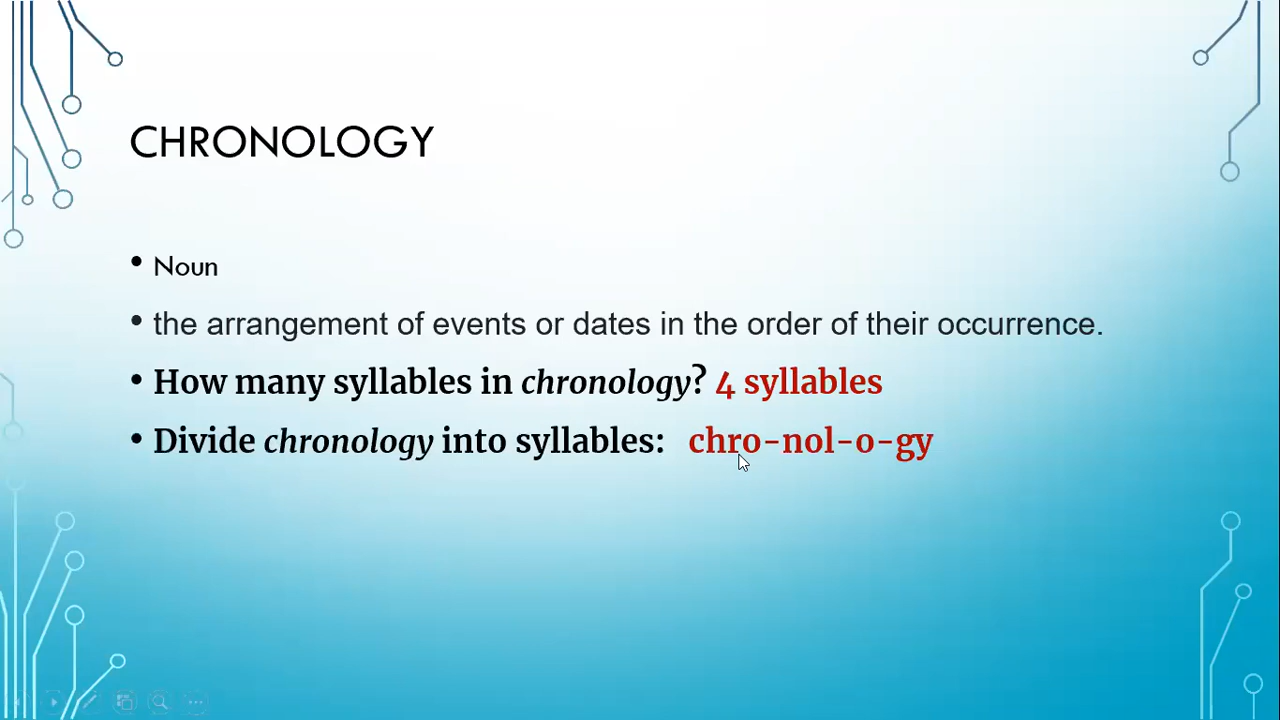 CHRONOLOGY
• Noun
• the arrangement of events or dates in the order of their occurrence.
• How many syllables in chronology? 4 syllables
• Divide chronology into syllables: chro-nol-o-gy